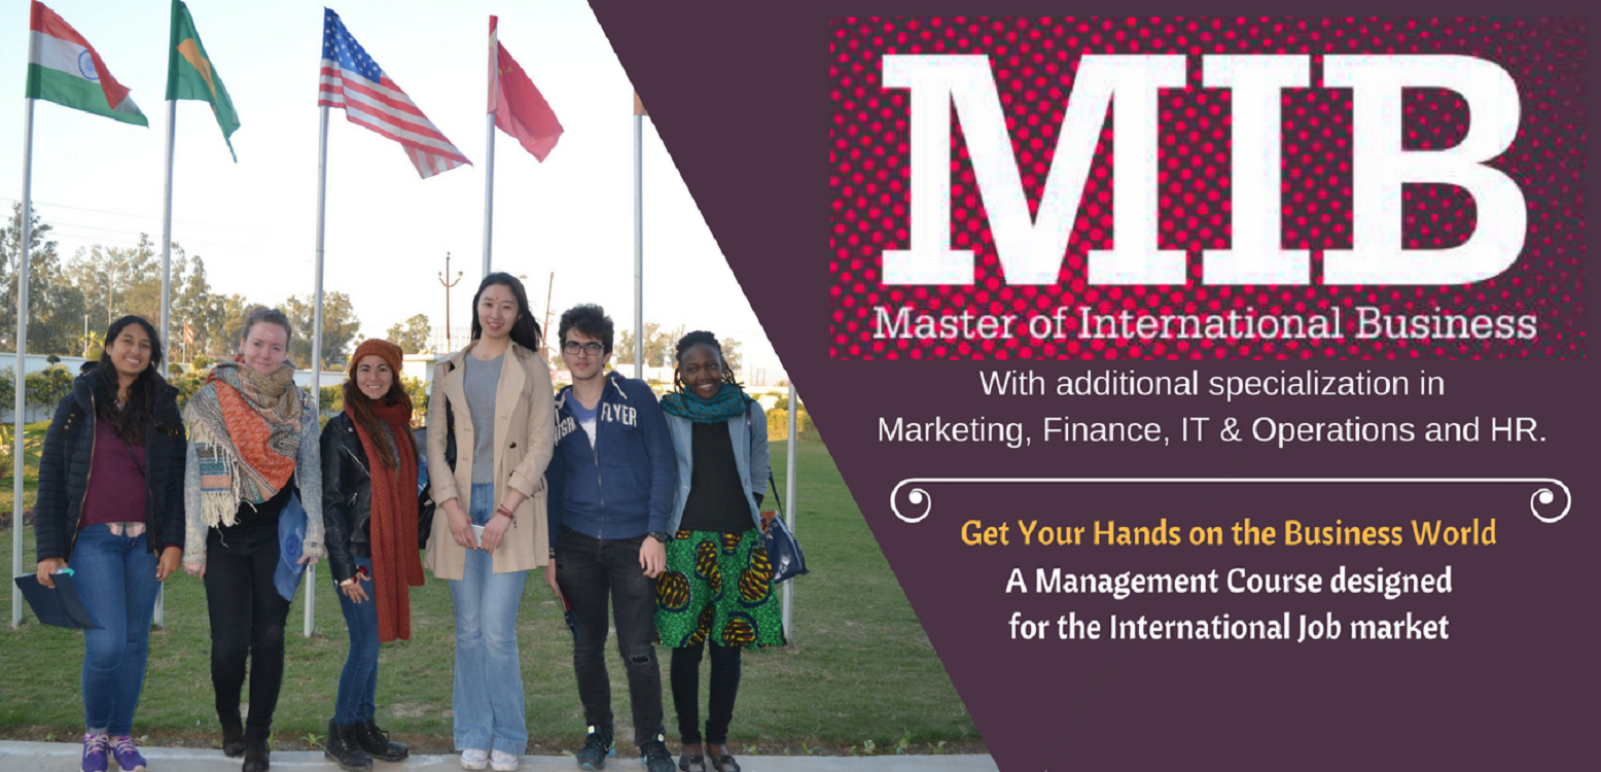 MIB
Master of International Business
With additional specialization in
Marketing, Finance, IT & Operations and HR.
Get Your Hands on the Business World
A Management Course designed
for the International Job market
FLYER